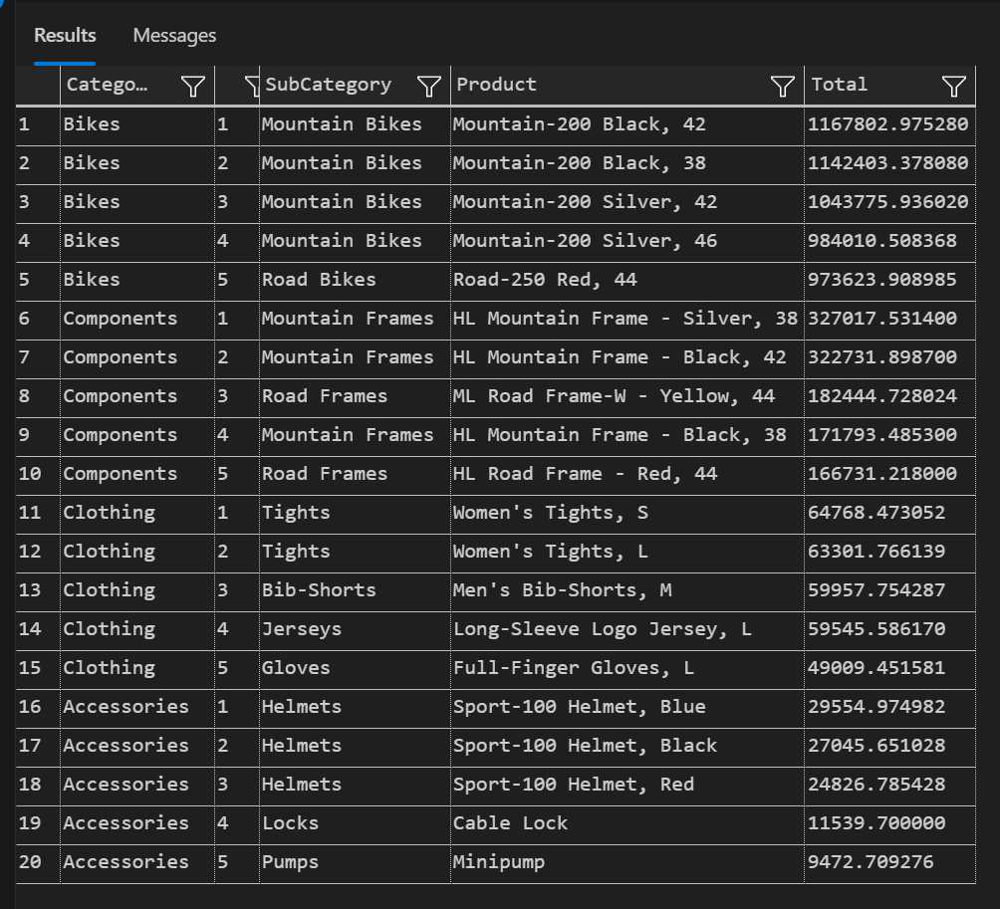 Results Messages
Catego... SubCategory Product Total
1 Bikes 1 Mountain Bikes Mountain-200 Black, 42 1167802.975280
2 Bikes 2 Mountain Bikes Mountain-200 Black, 38 1142403.378080
3 Bikes 3 Mountain Bikes Mountain-200 Silver, 42 1043775.936020
4 Bikes 4 Mountain Bikes Mountain-200 Silver, 46 984010.508368
5 Bikes 5 Road Bikes Road-250 Red, 44 973623.908985
6 Components 1 Mountain Frames HL Mountain Frame - Silver, 38 327017.531400
7 Components 2 Mountain Frames HL Mountain Frame - Black, 42 322731.898700
8 Components 3 Road Frames ML Road Frame-W - Yellow, 44 182444.728024
9 Components 4 Mountain Frames HL Mountain Frame - Black, 38 171793.485300
10 Components 5 Road Frames HL Road Frame - Red, 44 166731.218000
11 Clothing 1 Tights Women's Tights, S 64768.473052
12 Clothing 2 Tights Women's Tights, L 63301.766139
13 Clothing 3 Bib-Shorts Men's Bib-Shorts, M 59957.754287
14 Clothing 4 Jerseys Long-Sleeve Logo Jersey, L 59545.586170
15 Clothing 5 Gloves Full-Finger Gloves, L 49009.451581
16 Accessories 1 Helmets Sport-100 Helmet, Blue 29554.974982
17 Accessories 2 Helmets Sport-100 Helmet, Black 27045.651028
18 Accessories 3 Helmets Sport-100 Helmet, Red 24826.785428
19 Accessories 4 Locks Cable Lock 11539.700000
20 Accessories 5 Pumps Minipump 9472.709276